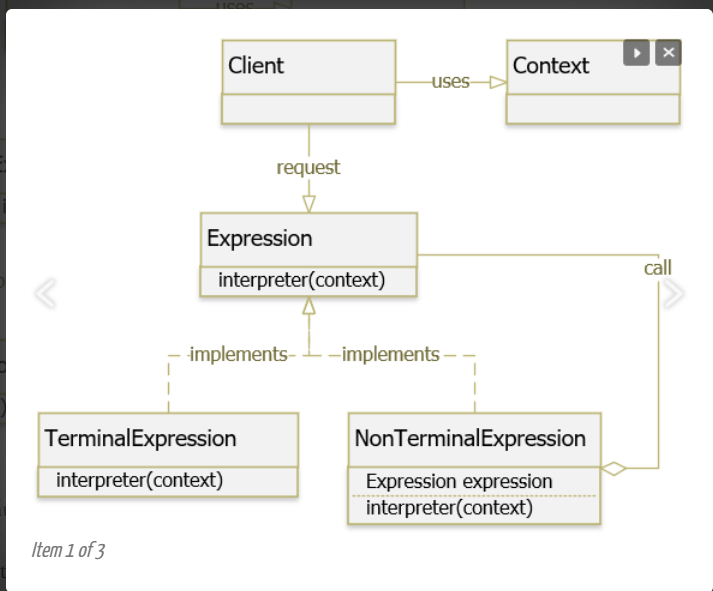 uses
Client
Context
uses
request
Expression
interpreter(context)
call
implements
implements
TerminalExpression
interpreter(context)
NonTerminalExpression
Expression expression
interpreter(context)
Item 1 of 3